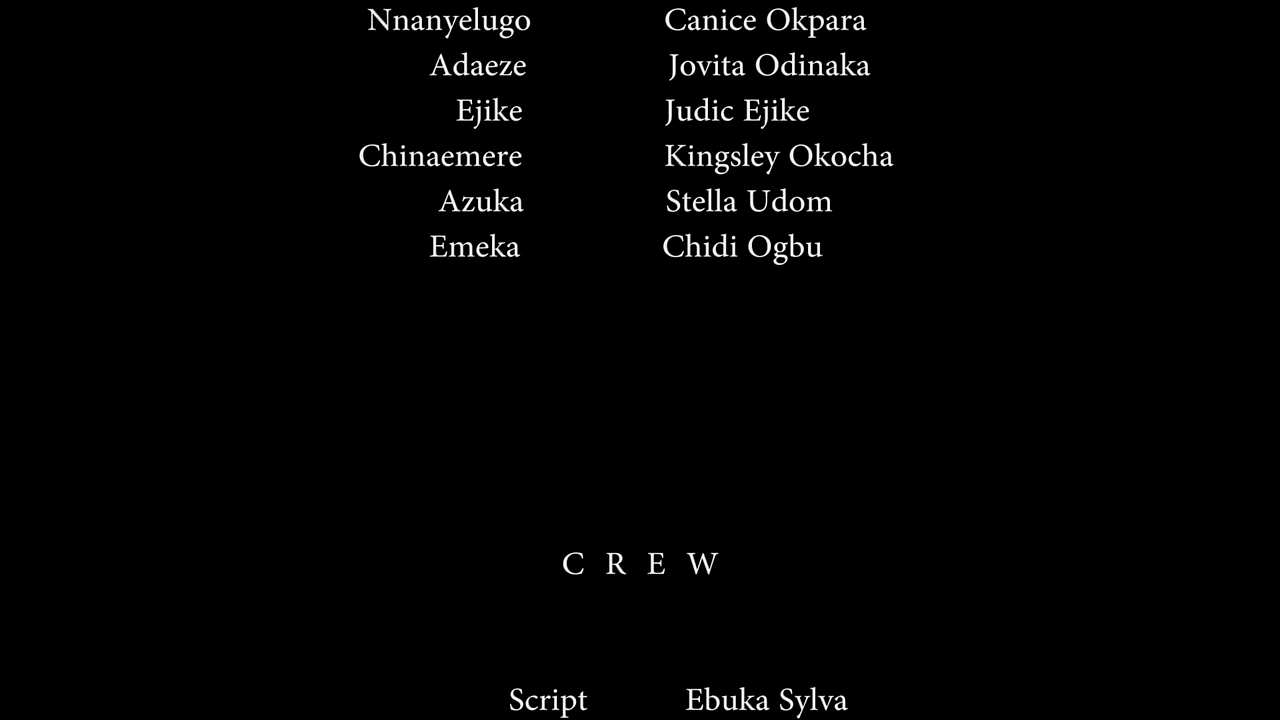 Nnanyelugo Canice Okpara
Adaeze Jovita Odinaka
Ejike Judic Ejike
Chinaemere Kingsley Okocha
Azuka Stella Udom
Emeka Chidi Ogbu
C R E W
Script Ebuka Sylva